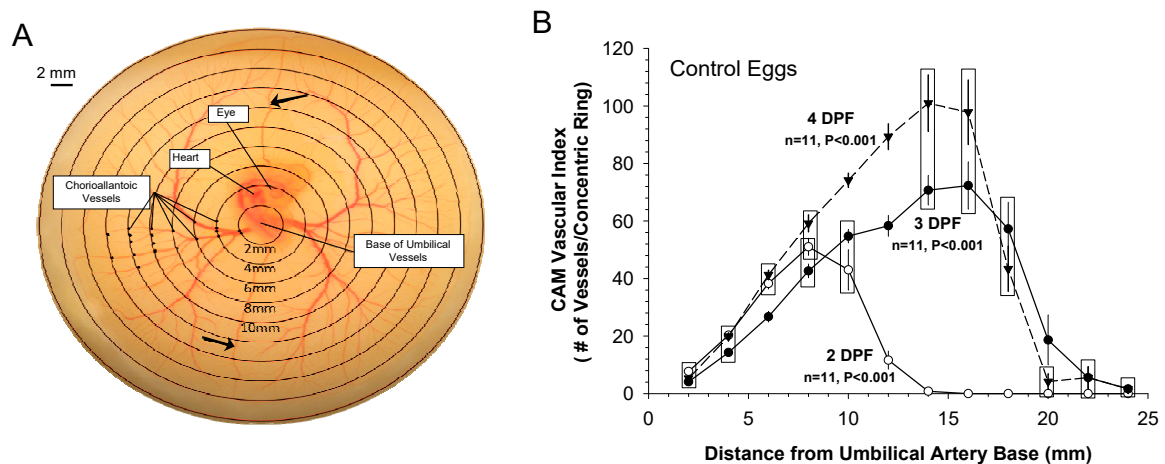 A
2 mm
Eye
Heart
Chorioallantoic
Vessels
Base of Umbilical
Vessels
2mm
4mm
6mm
8mm
10mm
B
Control Eggs
CAM Vascular Index
( # of Vessels/Concentric Ring)
120
100
80
60
40
20
0
4 DPF
n=11, P<0.001
3 DPF
n=11, P<0.001
2 DPF
n=11, P<0.001
0
5
10
15
20
25
Distance from Umbilical Artery Base (mm)